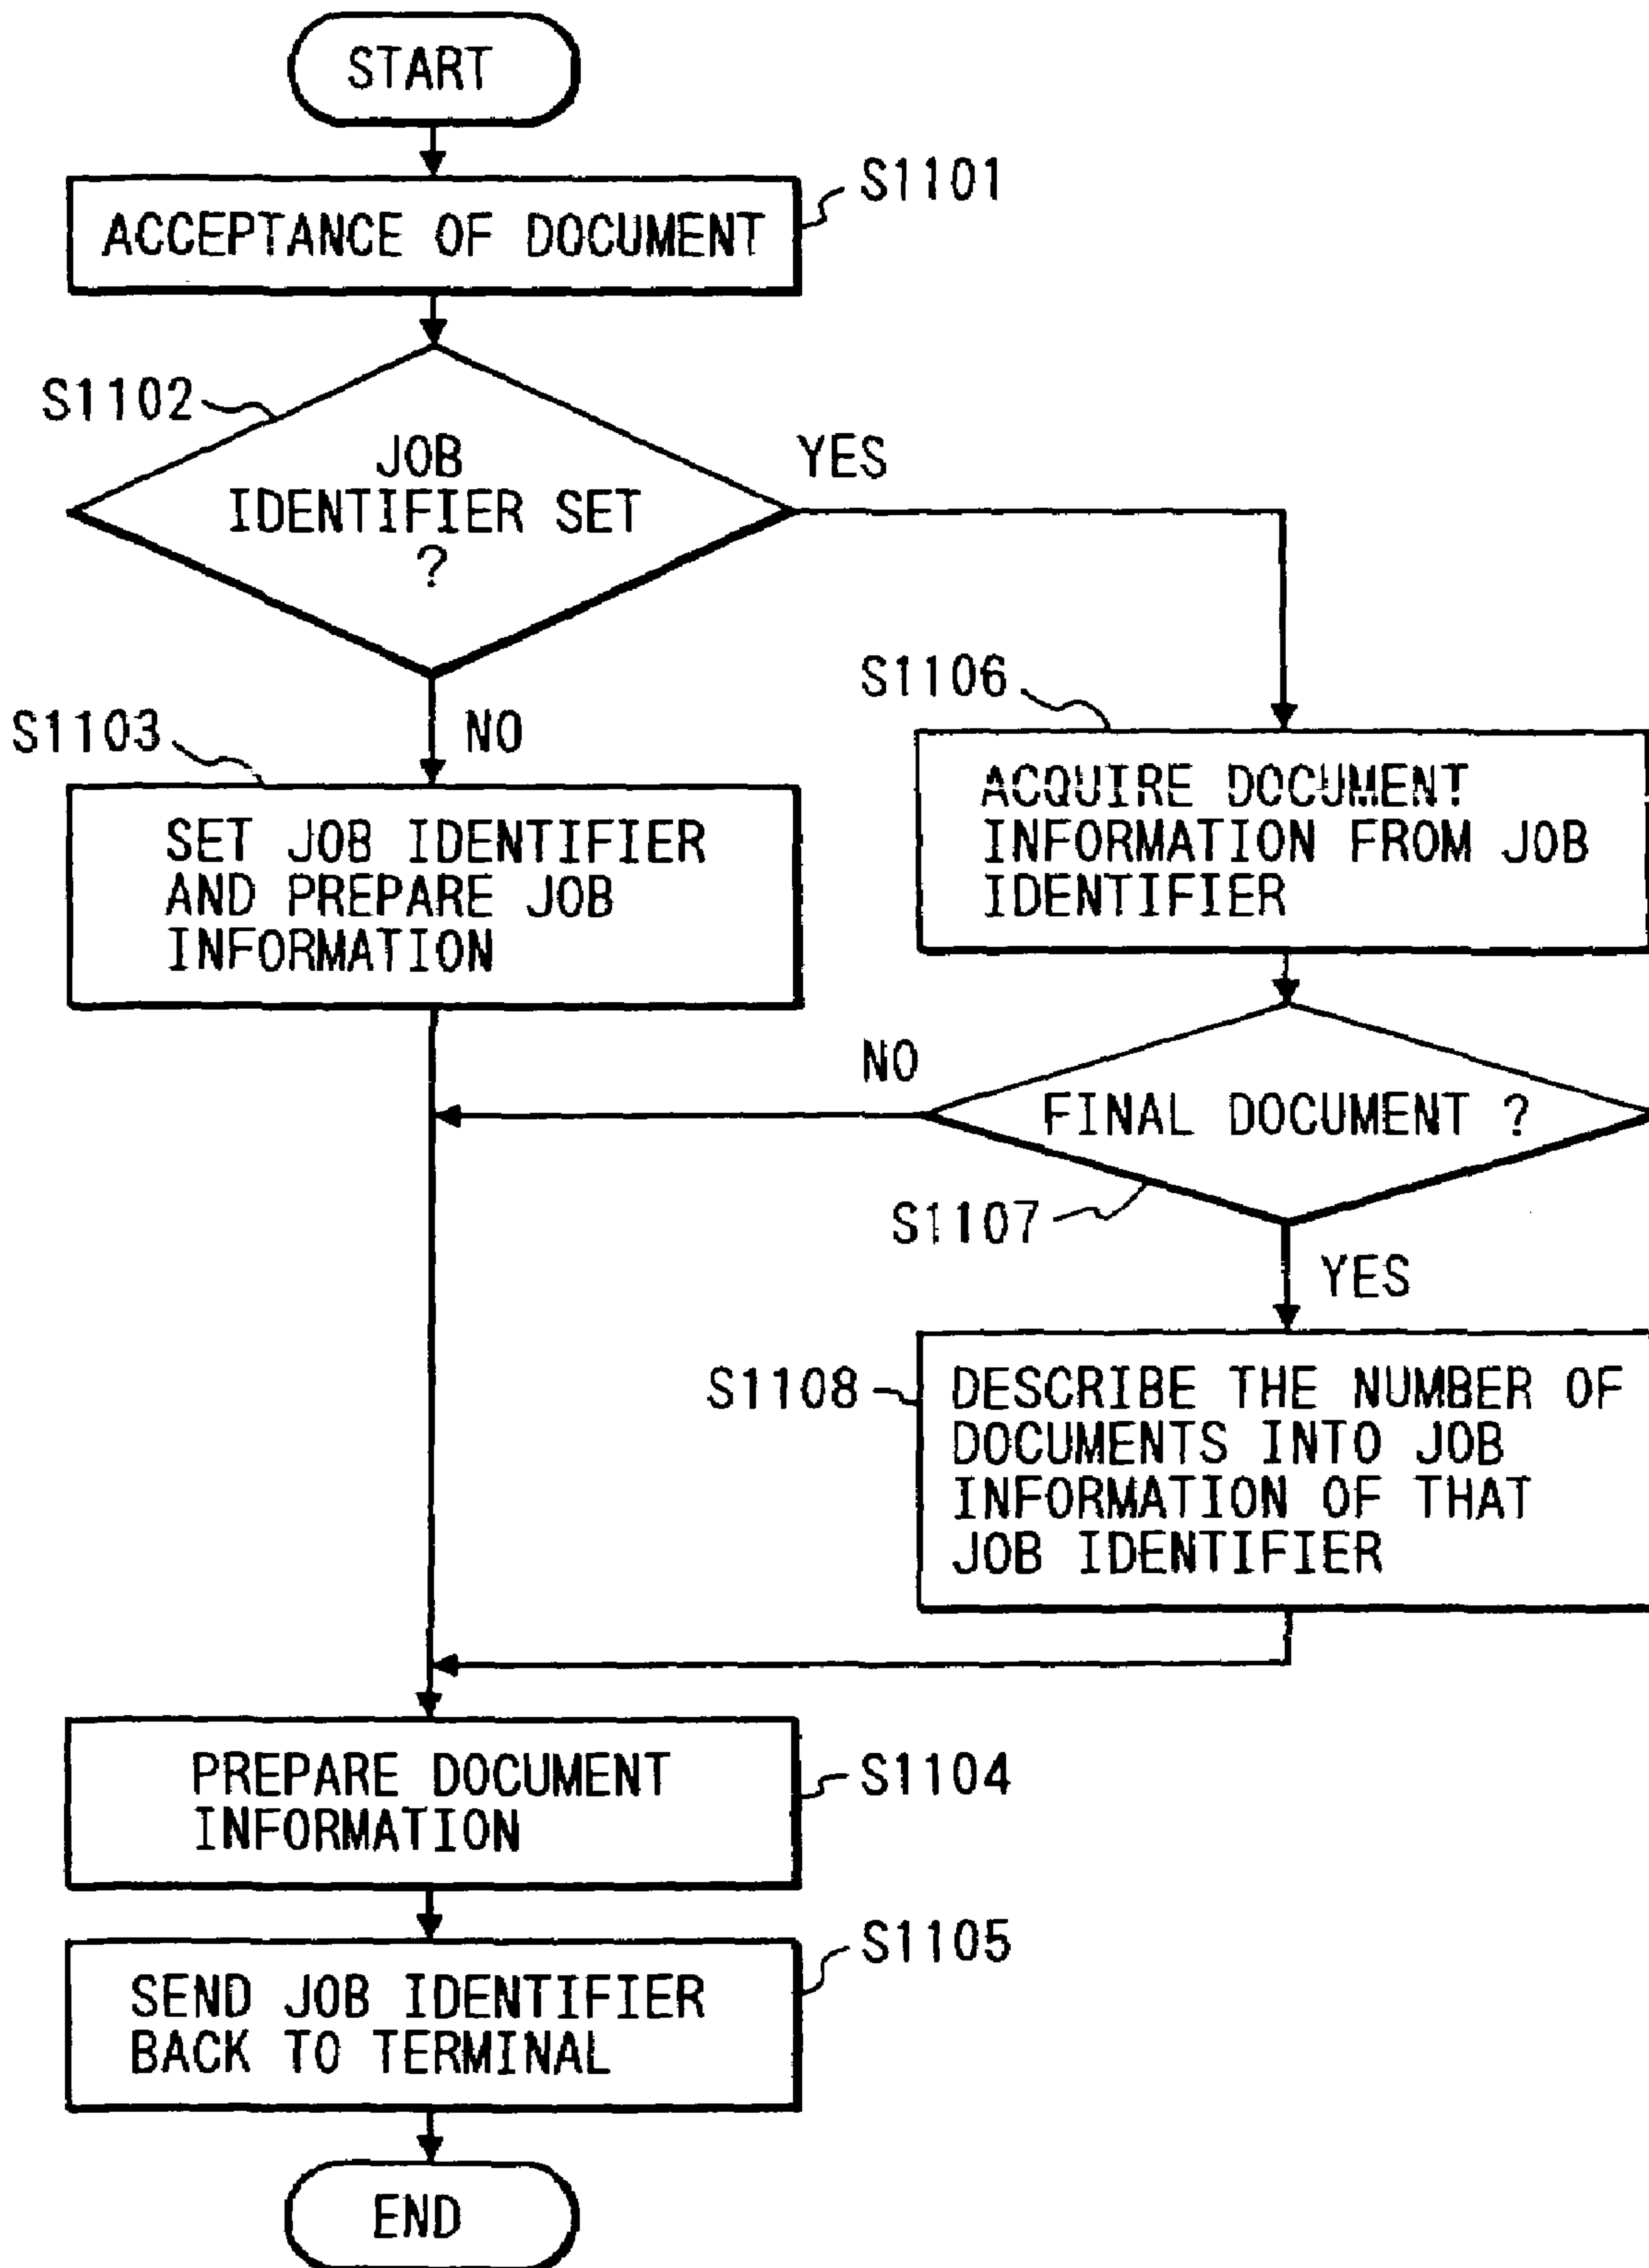 START
S1101
ACCEPTANCE OF DOCUMENT
S1102
JOB
IDENTIFIER SET
?
YES
NO
S1103
SET JOB IDENTIFIER
AND PREPARE JOB
INFORMATION
S1106
ACQUIRE DOCUMENT
INFORMATION FROM JOB
IDENTIFIER
NO
FINAL DOCUMENT ?
S1107
YES
S1108
DESCRIBE THE NUMBER OF
DOCUMENTS INTO JOB
INFORMATION OF THAT
JOB IDENTIFIER
PREPARE DOCUMENT
INFORMATION
S1104
S1105
SEND JOB IDENTIFIER
BACK TO TERMINAL
END